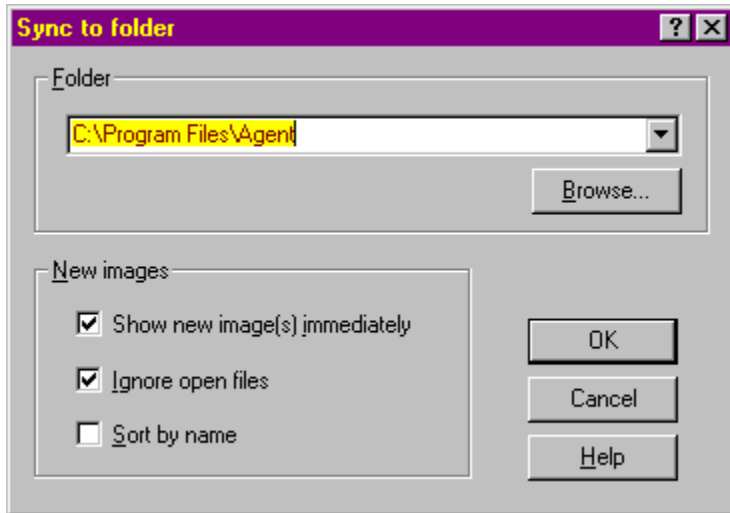 Sync to folder
Folder
C:\Program Files\Agent
Browse...
New images
Show new image(s) immediately
Ignore open files
Sort by name
OK
Cancel
Help